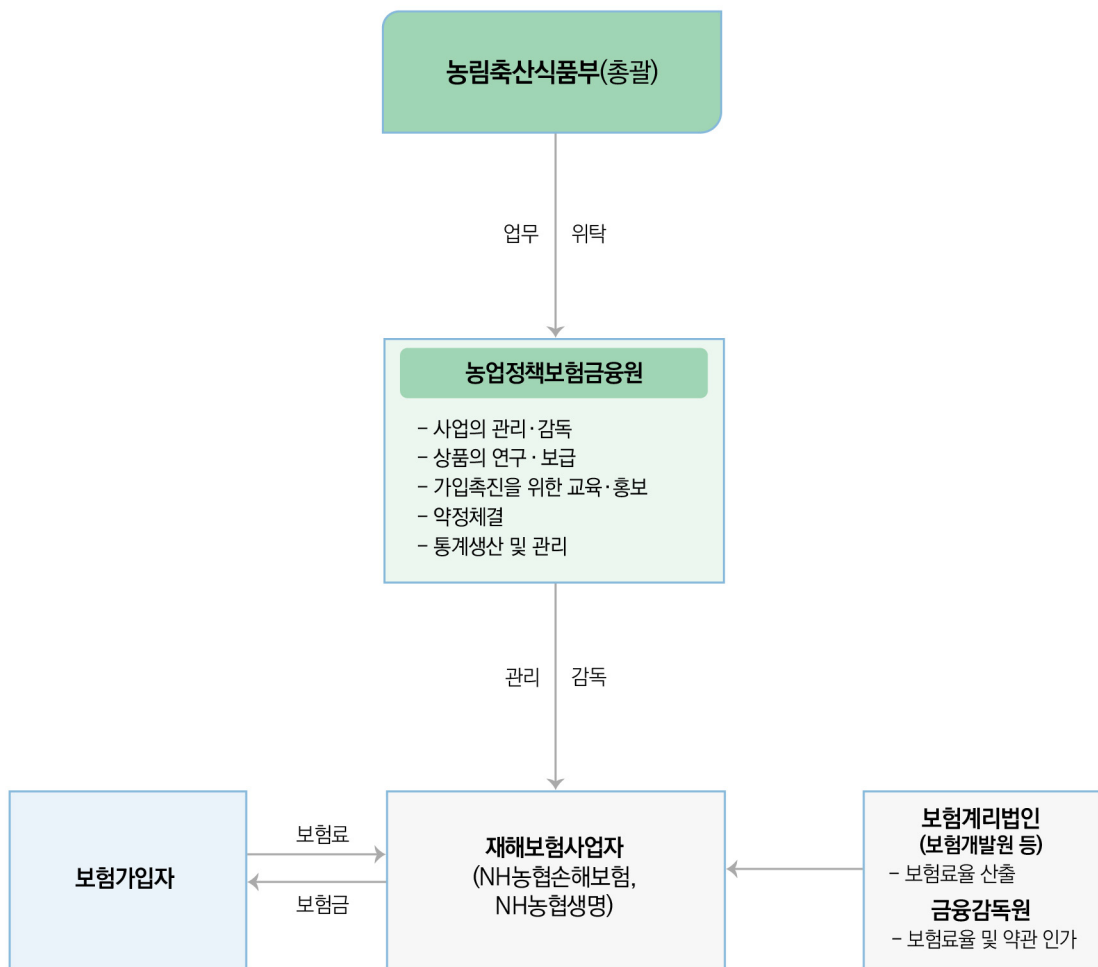 농림축산식품부(총괄)
업무 위탁
농업정책보험금융원
- 사업의 관리·감독
- 상품의 연구·보급
- 가입촉진을 위한 교육·홍보
- 약정체결
- 통계생산 및 관리
관리 감독
보험가입자
보험료
보험금
재해보험사업자
(NH농협손해보험,
NH농협생명)
보험계리법인
(보험개발원 등)
- 보험료율 산출
금융감독원
- 보험료율 및 약관 인가